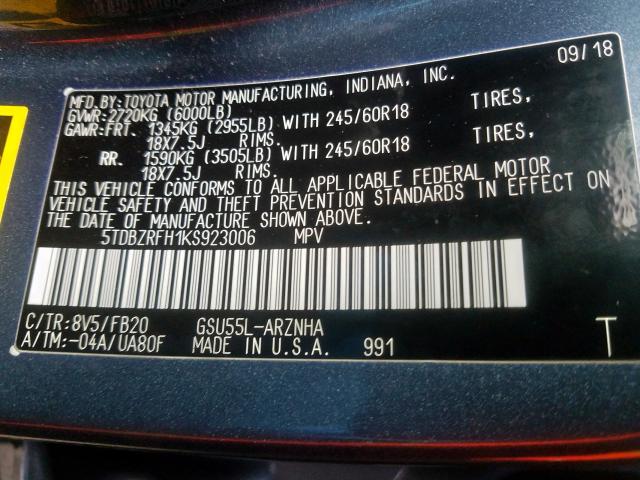 09/18
MFD.BY:TOYOTA MOTOR MANUFACTURING, INDIANA, INC.
GVWR:2720KG (6000LB)
GAWR:FRT. 1345KG (2955LB) WITH 245/60R18 TIRES,
18X7.5J RIMS.
RR. 1590KG (3505LB) WITH 245/60R18 TIRES,
18X7.5J RIMS.
THIS VEHICLE CONFORMS TO ALL APPLICABLE FEDERAL MOTOR
VEHICLE SAFETY AND THEFT PREVENTION STANDARDS IN EFFECT ON
THE DATE OF MANUFACTURE SHOWN ABOVE.
5TDBZRFH1KS923006 MPV
C/TR:8V5/FB20 GSU55L-ARZNHA
A/TM:-04A/UA80F MADE IN U.S.A. 991 T